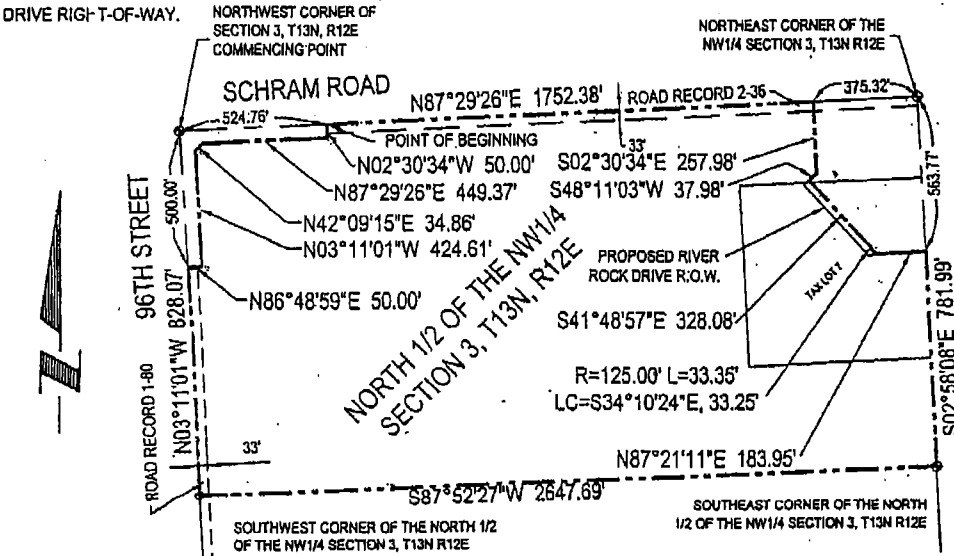 DRIVE RIGHT-OF-WAY.
NORTHWEST CORNER OF
SECTION 3, T13N, R12E
COMMENCING POINT
NORTHEAST CORNER OF THE
NW1/4 SECTION 3, T13N R12E
SCHRAM ROAD
N87°29'26"E 1752.38'
ROAD RECORD 2-36
375.32'
524.76'
POINT OF BEGINNING
33'
N02°30'34"W 50.00'
S02°30'34"E 257.98'
N87°29'26"E 449.37'
S48°11'03"W 37.98'
563.77'
500.00'
N42°09'15"E 34.86'
N03°11'01"W 424.61'
96TH STREET
PROPOSED RIVER
ROCK DRIVE R.O.W.
TAX LOT 7
N86°48'59"E 50.00'
NORTH 1/2 OF THE NW1/4
SECTION 3, T13N, R12E
S41°48'57"E 328.08'
N03°11'01"W 828.07'
S02°58'08"E 781.99'
R=125.00' L=33.35'
LC=S34°10'24"E, 33.25'
ROAD RECORD 1-80
33'
N87°21'11"E 183.95'
S87°52'27"W 2647.69'
SOUTHWEST CORNER OF THE NORTH 1/2
OF THE NW1/4 SECTION 3, T13N R12E
SOUTHEAST CORNER OF THE NORTH
1/2 OF THE NW1/4 SECTION 3, T13N R12E